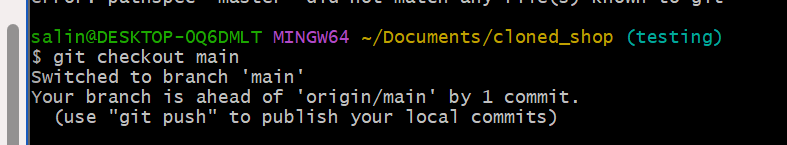 error: pathspec 'master' did not match any file(s) known to git
salin@DESKTOP-OQ6DMLT MINGW64 ~/Documents/cloned_shop (testing)
$ git checkout main
Switched to branch 'main'
Your branch is ahead of 'origin/main' by 1 commit.
  (use "git push" to publish your local commits)